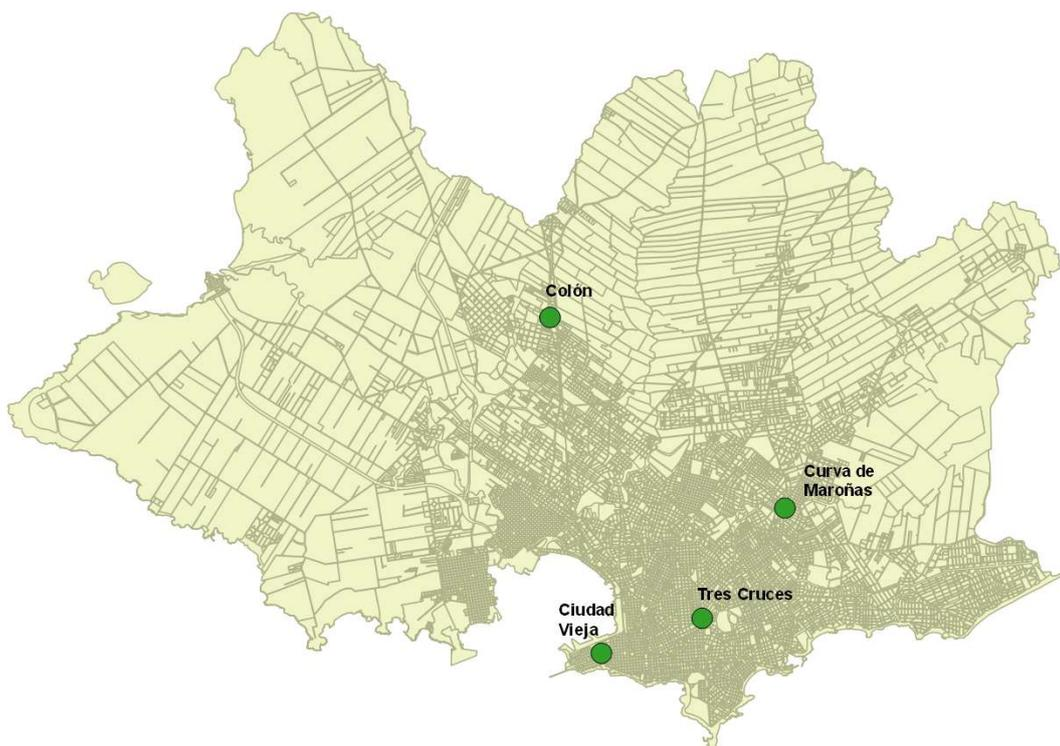 Colón
Curva de
Maroñas
Tres Cruces
Ciudad
Vieja